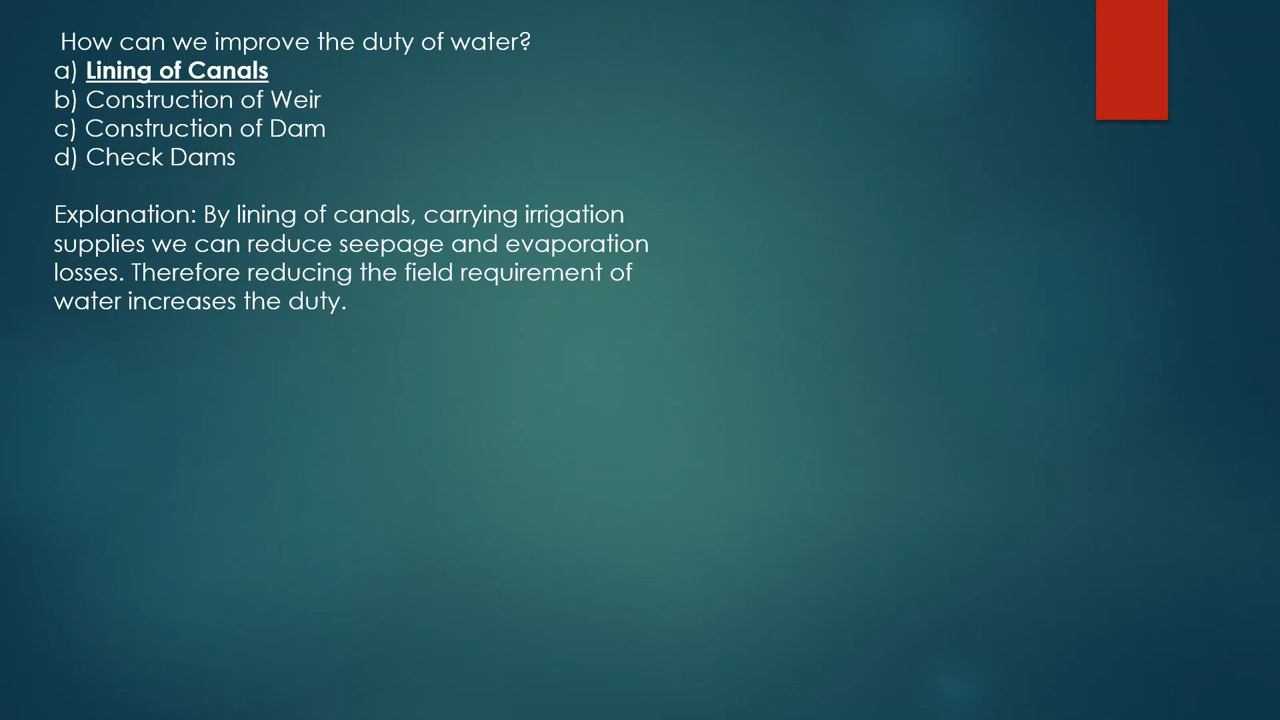 How can we improve the duty of water?
a) Lining of Canals
b) Construction of Weir
c) Construction of Dam
d) Check Dams
Explanation: By lining of canals, carrying irrigation
supplies we can reduce seepage and evaporation
losses. Therefore reducing the field requirement of
water increases the duty.